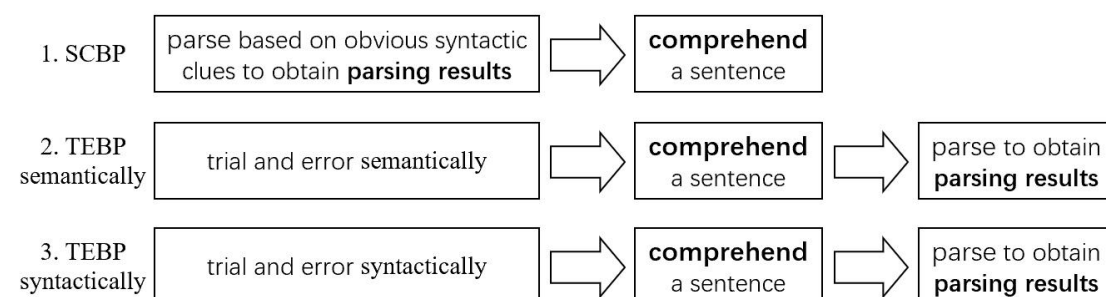 1. SCBP
parse based on obvious syntactic
clues to obtain parsing results
comprehend
a sentence
2. TEBP
semantically
trial and error semantically
comprehend
a sentence
parse to obtain
parsing results
3. TEBP
syntactically
trial and error syntactically
comprehend
a sentence
parse to obtain
parsing results